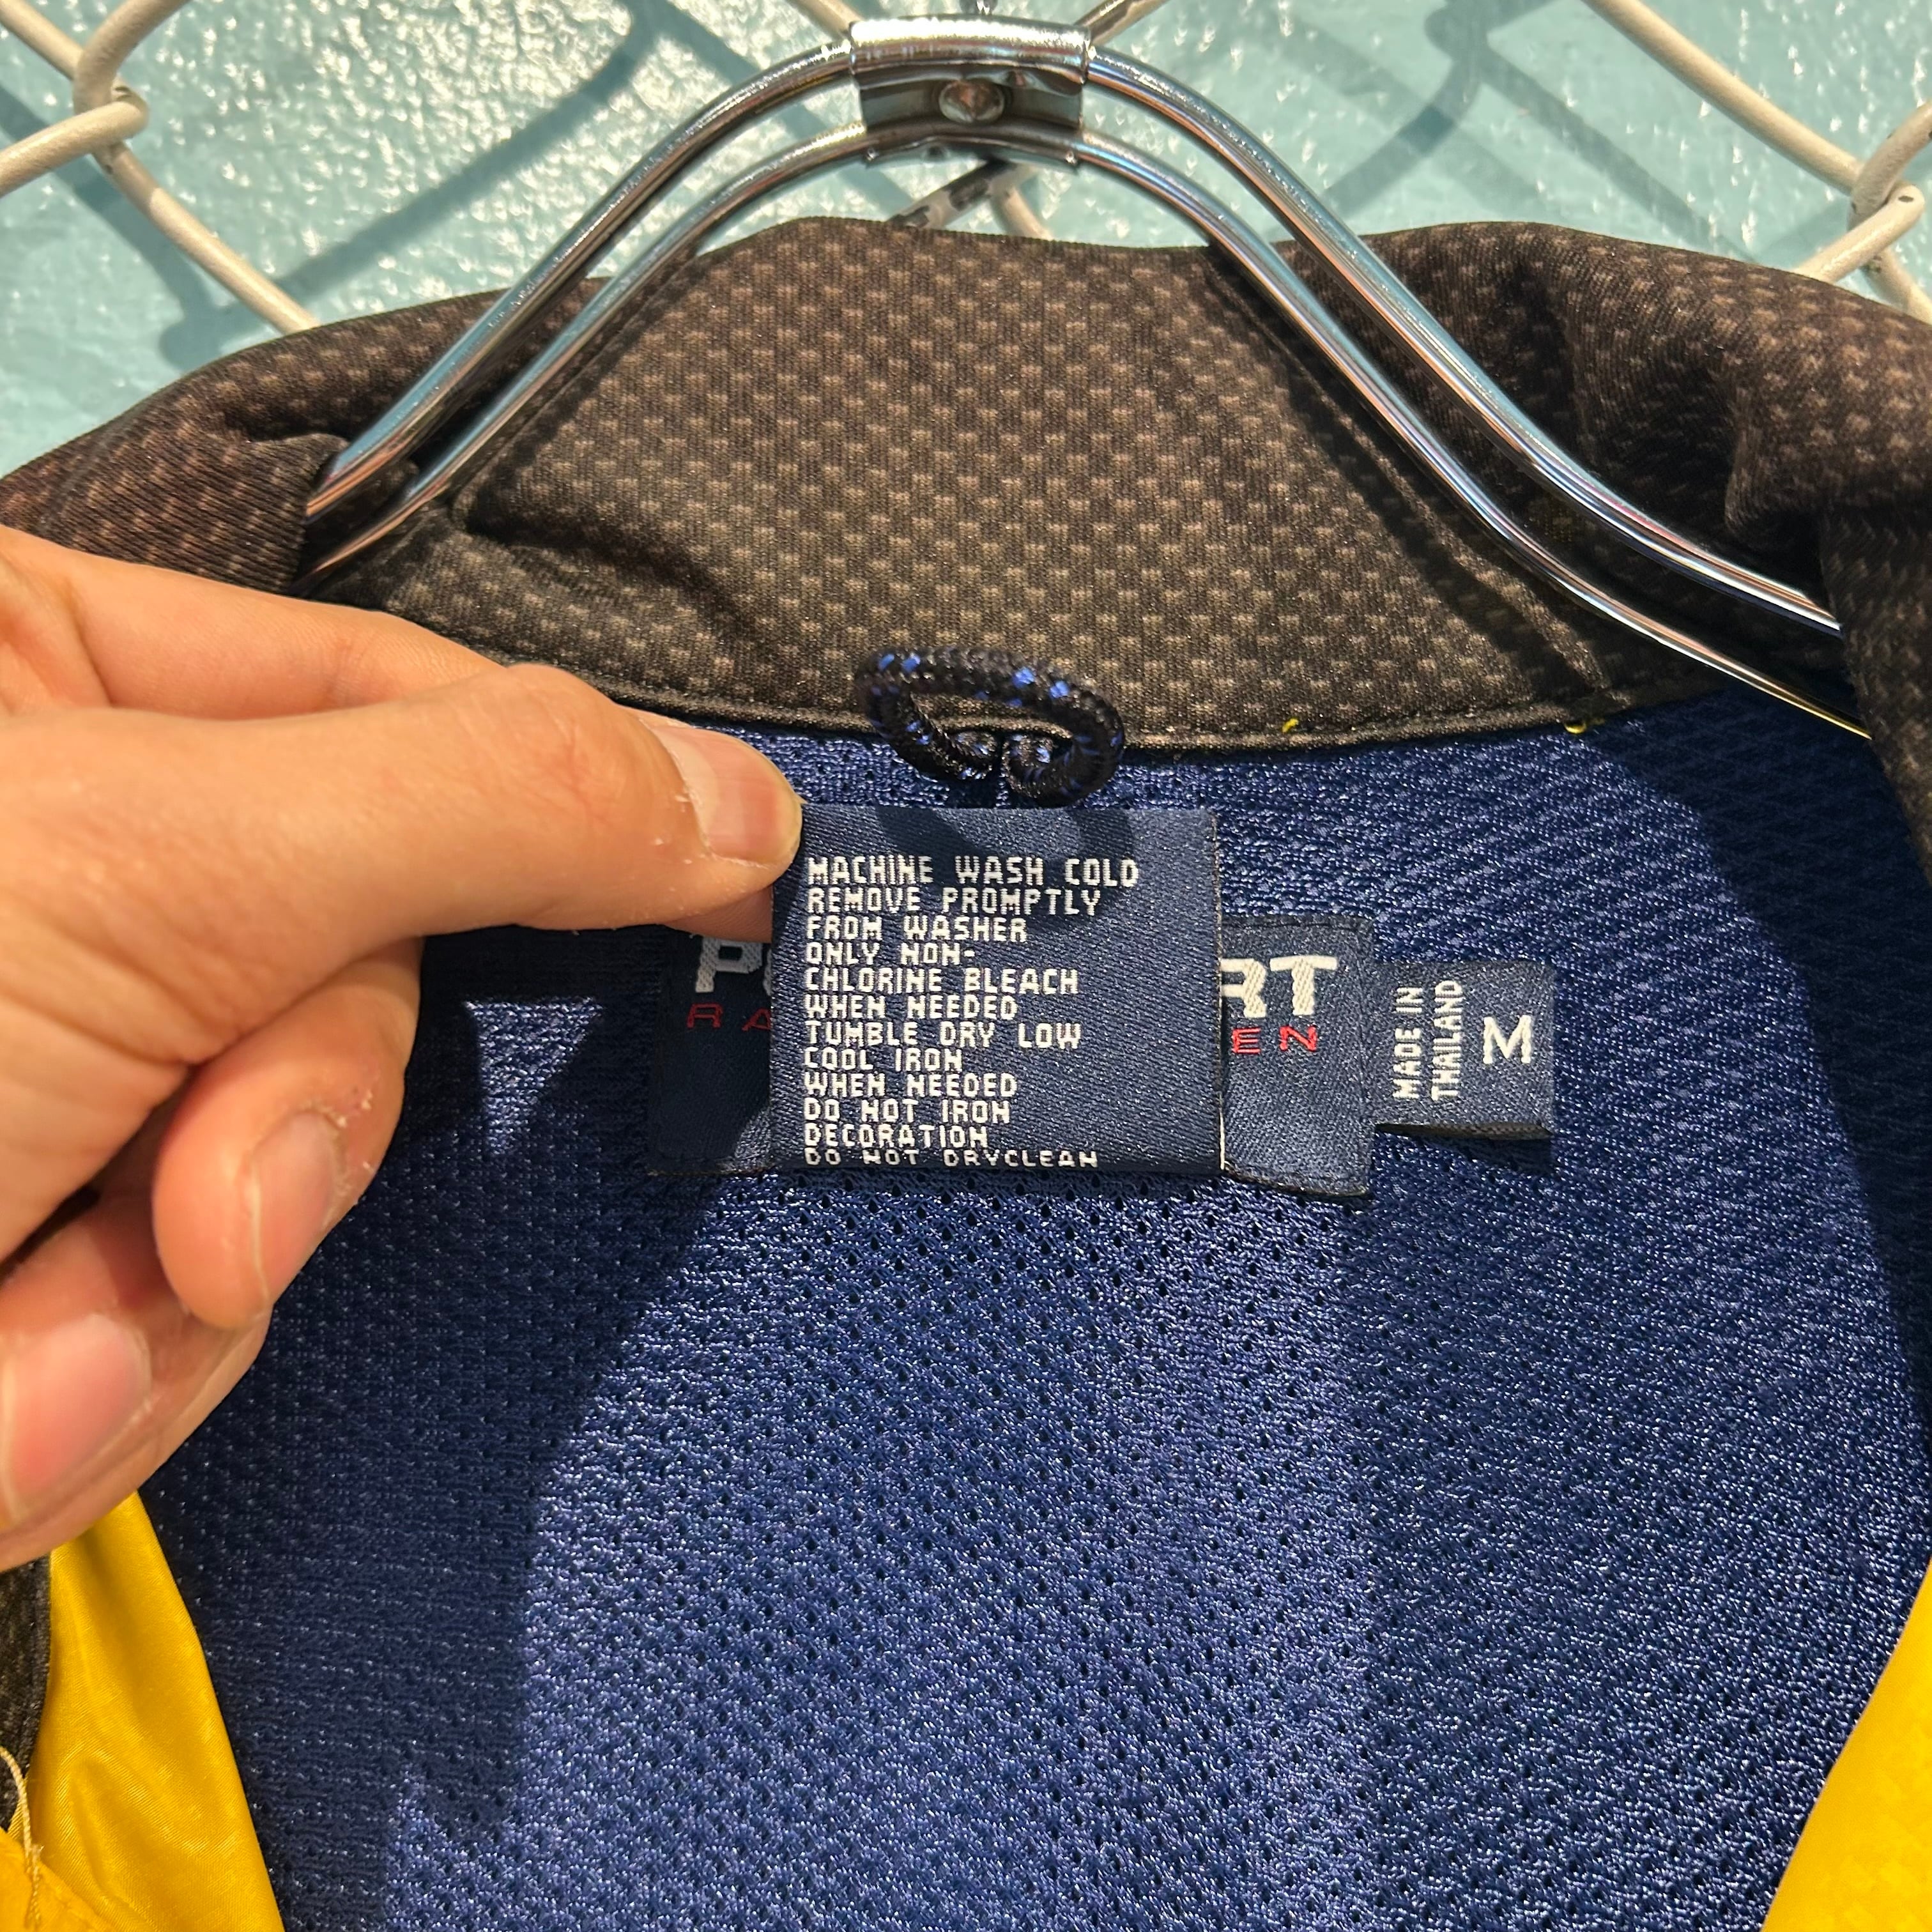 MACHINE WASH COLD
REMOVE PROMPTLY
FROM WASHER
ONLY NON-
CHLORINE BLEACH
WHEN NEEDED
TUMBLE DRY LOW
COOL IRON
WHEN NEEDED
DO NOT IRON
DECORATION
DO NOT DRYCLEAN
MADE IN
THAILAND
M